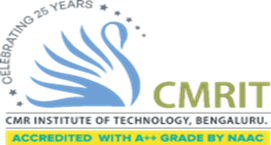 CELEBRATING 25 YEARS
CMRIT
CMR INSTITUTE OF TECHNOLOGY, BENGALURU.
ACCREDITED WITH A++ GRADE BY NAAC